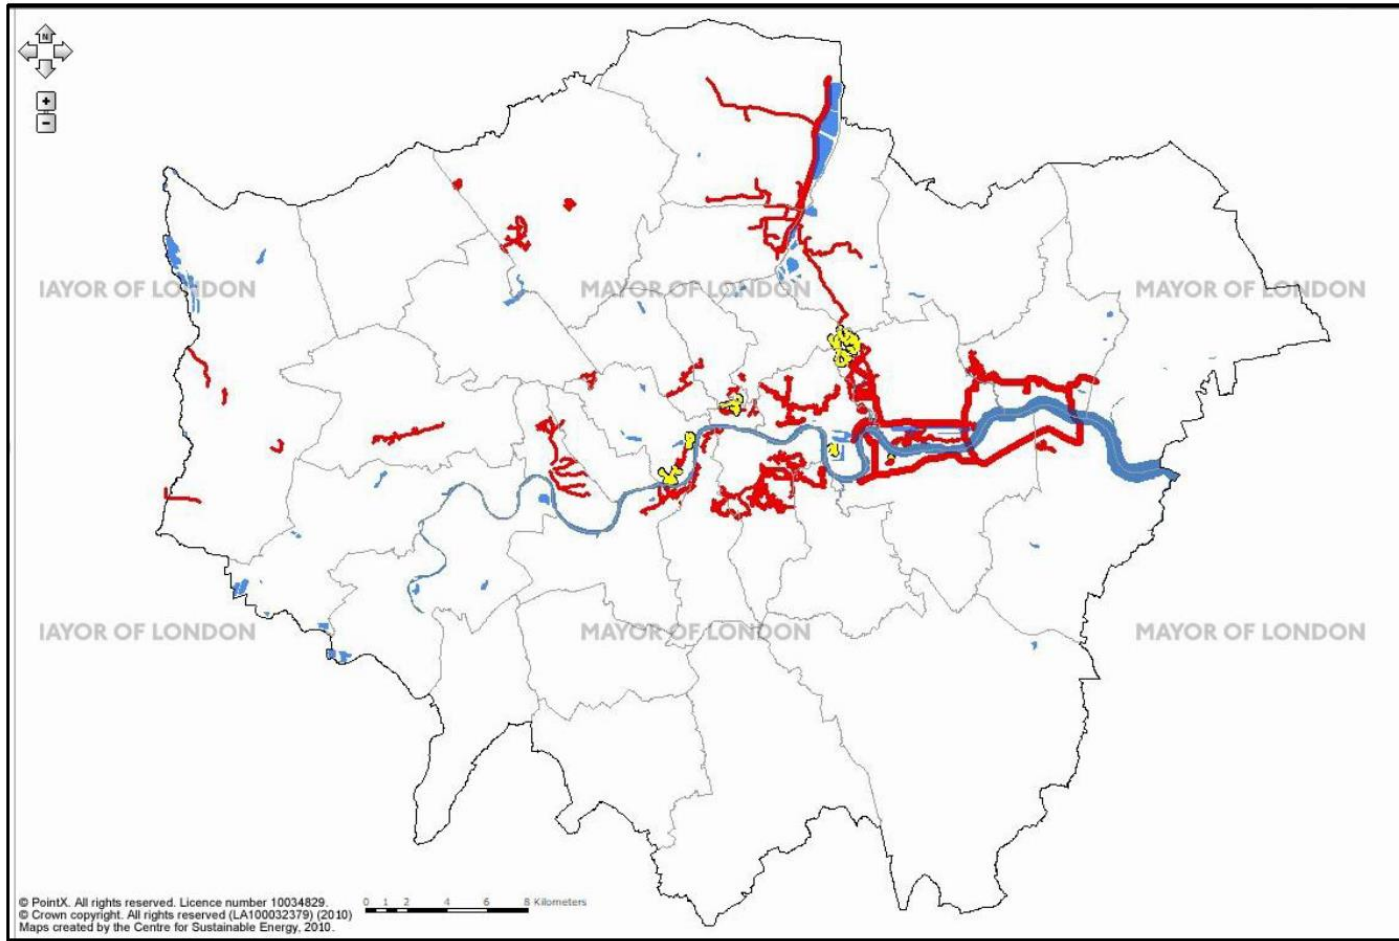 N
+
−
IAYOR OF LONDON
MAYOR OF LONDON
MAYOR OF LONDON
IAYOR OF LONDON
MAYOR OF LONDON
MAYOR OF LONDON
© PointX. All rights reserved. Licence number 10034829.
© Crown copyright. All rights reserved (LA100032379) (2010)
Maps created by the Centre for Sustainable Energy, 2010.
0 1 2 4 6 8 Kilometers